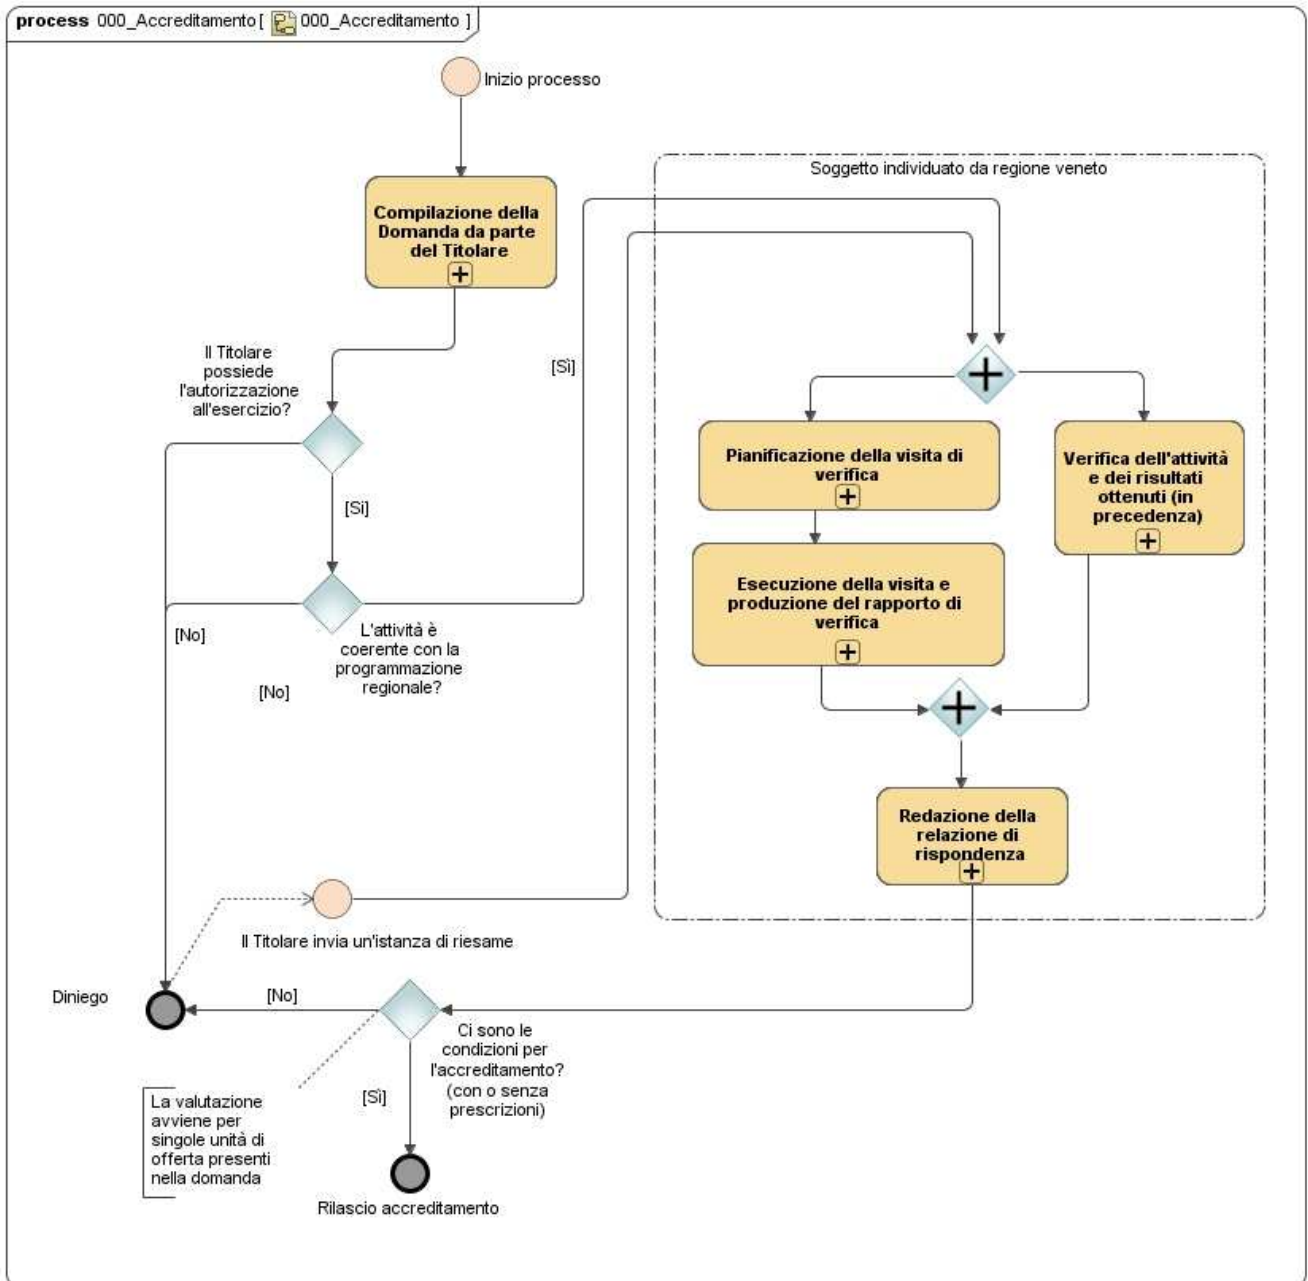 process 000_Accreditamento [ 000_Accreditamento ]
Inizio processo
Soggetto individuato da regione veneto
Compilazione della
Domanda da parte
del Titolare
Il Titolare
possiede
l'autorizzazione
all'esercizio?
[Sì]
[Si]
Pianificazione della visita di
verifica
Verifica dell'attività
e dei risultati
ottenuti (in
precedenza)
Esecuzione della visita e
produzione del rapporto di
verifica
[No]
L'attività è
coerente con la
programmazione
regionale?
[No]
Redazione della
relazione di
rispondenza
Il Titolare invia un'istanza di riesame
Diniego
[No]
Ci sono le
condizioni per
l'accreditamento?
(con o senza
prescrizioni)
[Sì]
La valutazione
avviene per
singole unità di
offerta presenti
nella domanda
Rilascio accreditamento